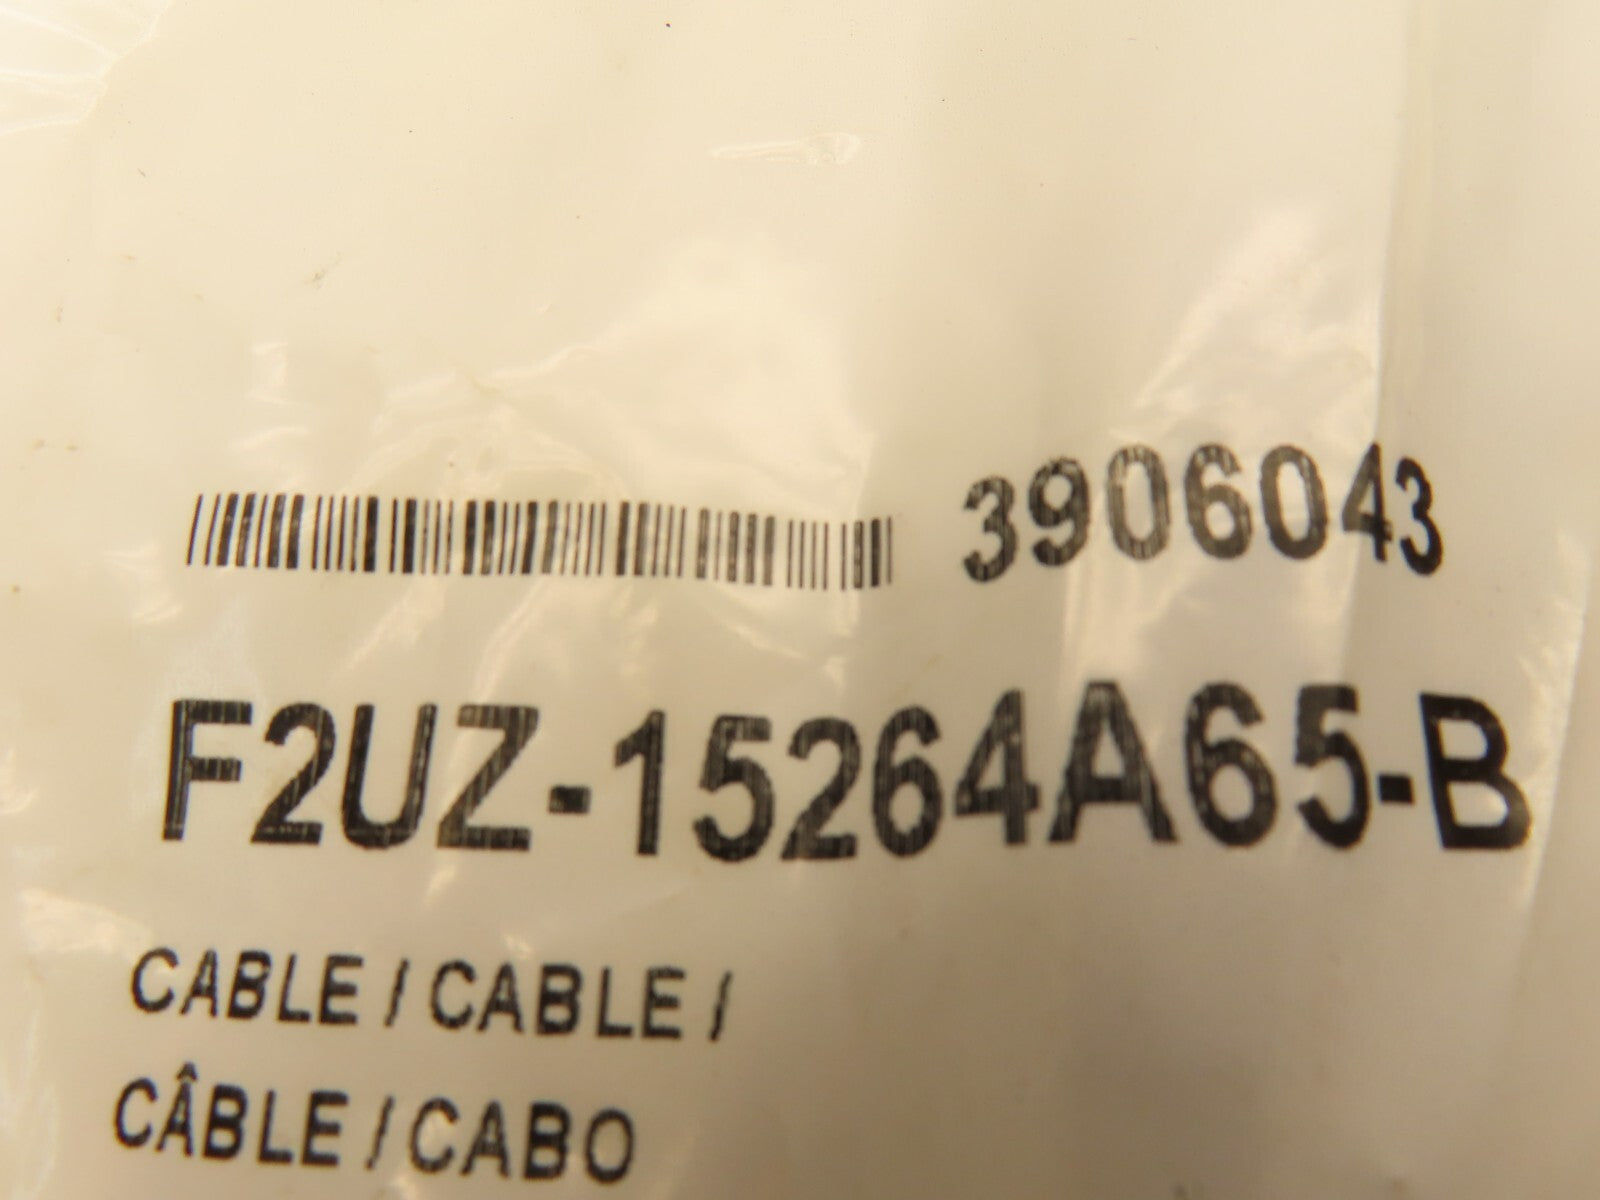 3906043
F2UZ-15264A65-B
CABLE / CABLE /
CÂBLE / CABO